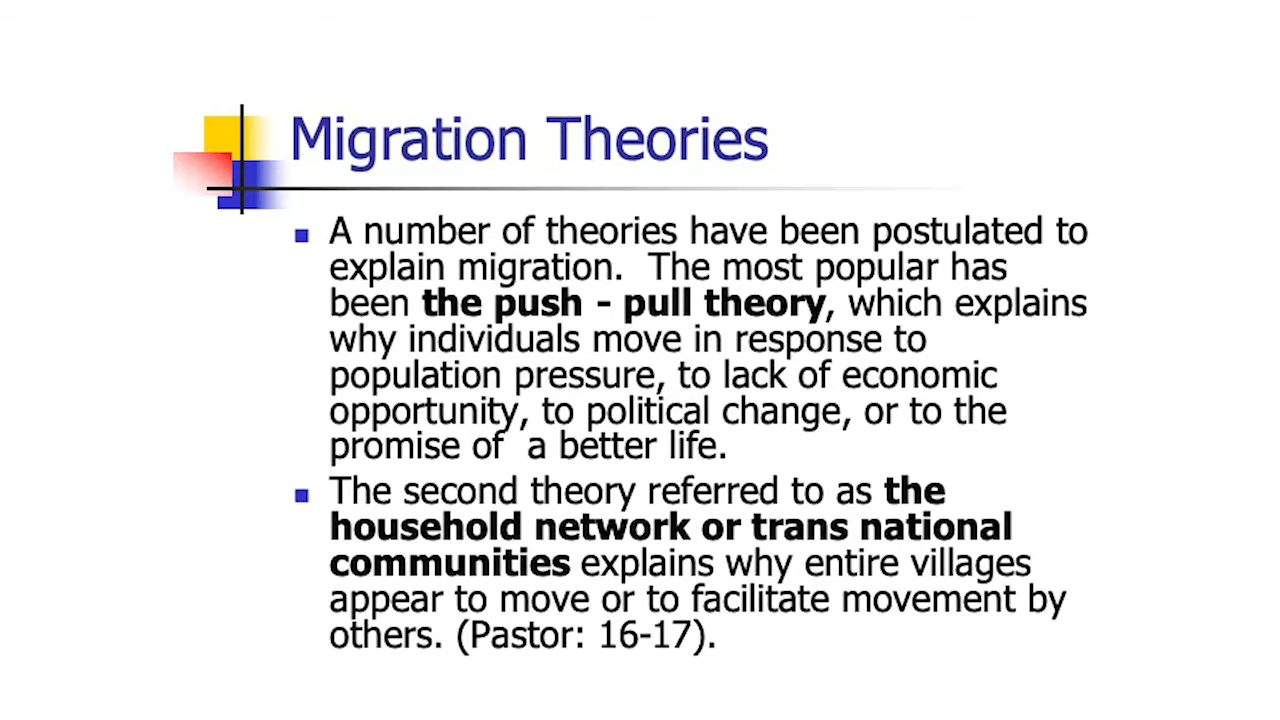 Migration Theories
A number of theories have been postulated to
explain migration.  The most popular has
been the push - pull theory, which explains
why individuals move in response to
population pressure, to lack of economic
opportunity, to political change, or to the
promise of  a better life.
The second theory referred to as the
household network or trans national
communities explains why entire villages
appear to move or to facilitate movement by
others. (Pastor: 16-17).